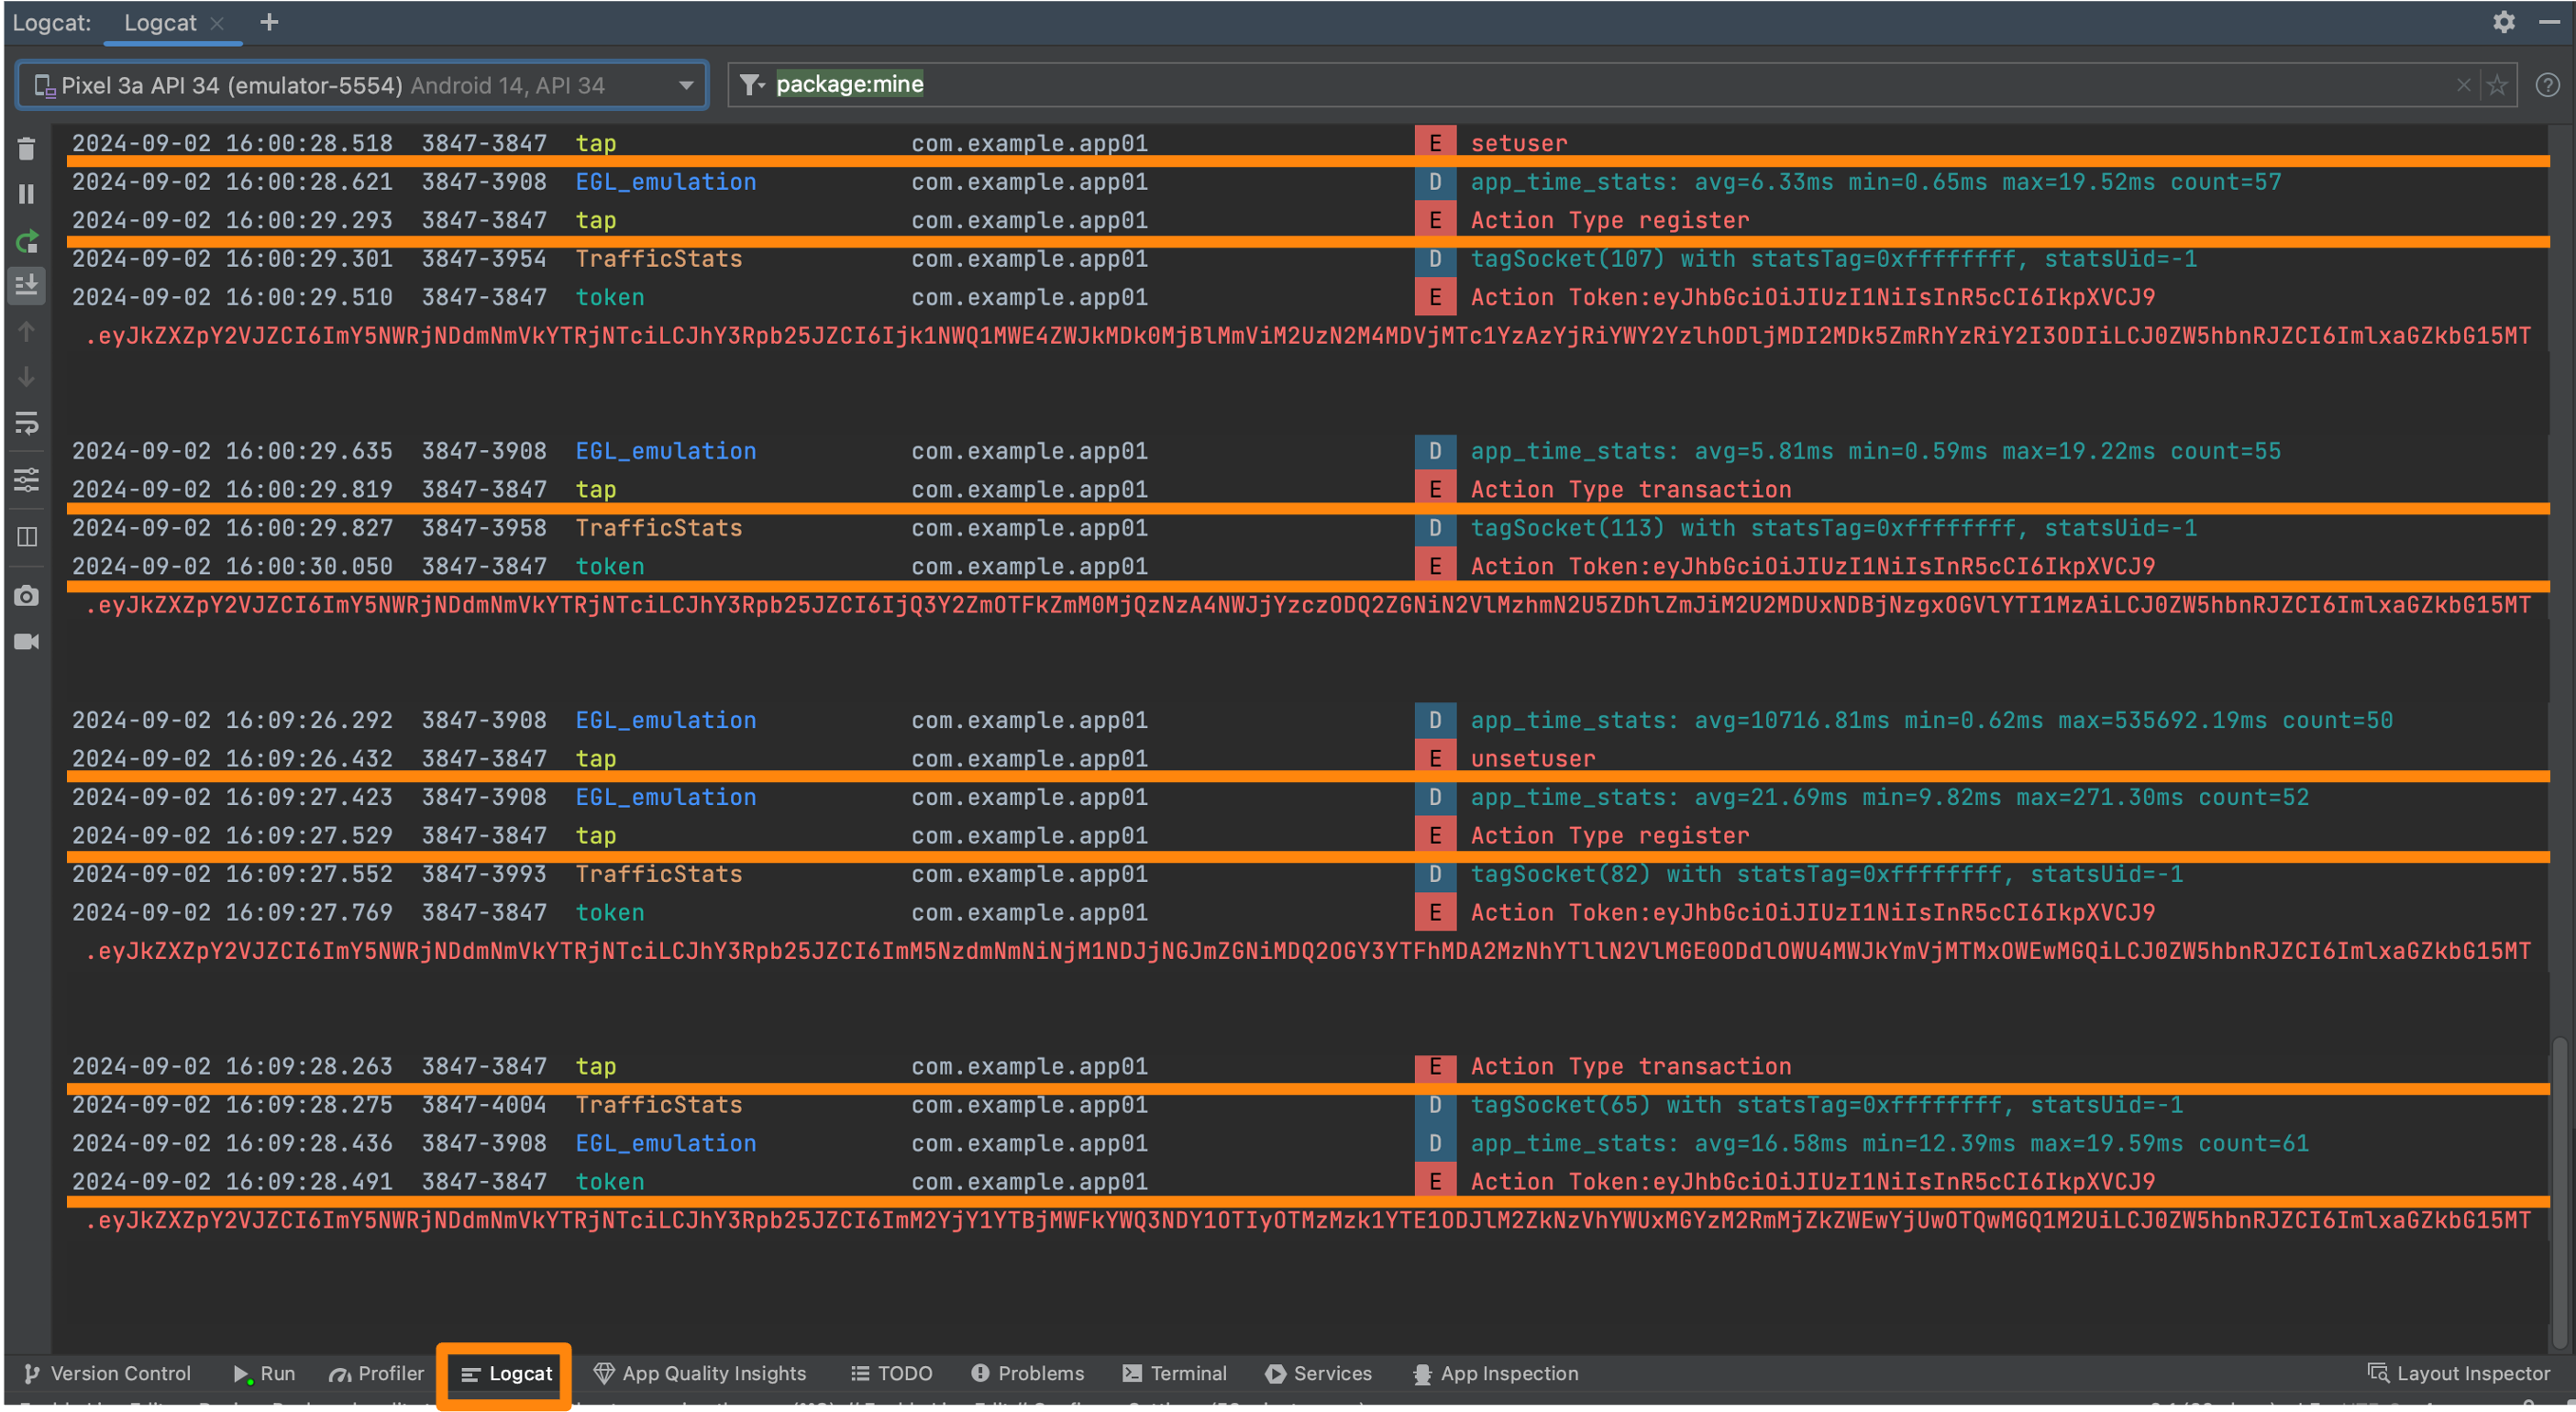 Logcat: Logcat
Pixel 3a API 34 (emulator-5554) Android 14, API 34 package:mine
2024-09-02 16:00:28.518 3847-3847 tap com.example.app01 E setuser
2024-09-02 16:00:28.621 3847-3908 EGL_emulation com.example.app01 D app_time_stats: avg=6.33ms min=0.65ms max=19.52ms count=57
2024-09-02 16:00:29.293 3847-3847 tap com.example.app01 E Action Type register
2024-09-02 16:00:29.301 3847-3954 TrafficStats com.example.app01 D tagSocket(107) with statsTag=0xffffffff, statsUid=-1
2024-09-02 16:00:29.510 3847-3847 token com.example.app01 E Action Token:eyJhbGciOiJIUzI1NiIsInR5cCI6IkpXVCJ9
.eyJkZXZpY2VJZCI6ImY5NWRjNDdmNmVkYTRjNTciLCJhY3Rpb25JZCI6Ijk1NWQ1MWE4ZWJkMDk0MjBlMmViM2UzN2M4MDVjMTc1YzAzYjRiYWY2YzlhODljMDI2MDk5ZmRhYzRiY2I3ODIiLCJ0ZW5hbnRJZCI6ImlxaGZkbG15MT
2024-09-02 16:00:29.635 3847-3908 EGL_emulation com.example.app01 D app_time_stats: avg=5.81ms min=0.59ms max=19.22ms count=55
2024-09-02 16:00:29.819 3847-3847 tap com.example.app01 E Action Type transaction
2024-09-02 16:00:29.827 3847-3958 TrafficStats com.example.app01 D tagSocket(113) with statsTag=0xffffffff, statsUid=-1
2024-09-02 16:00:30.050 3847-3847 token com.example.app01 E Action Token:eyJhbGciOiJIUzI1NiIsInR5cCI6IkpXVCJ9
.eyJkZXZpY2VJZCI6ImY5NWRjNDdmNmVkYTRjNTciLCJhY3Rpb25JZCI6IjQ3Y2ZmOTFkZmM0MjQzNzA4NWJjYzczODQ2ZGNiN2VlMzhmN2U5ZDhlZmJiM2U2MDUxNDBjNzgxOGVlYTI1MzAiLCJ0ZW5hbnRJZCI6ImlxaGZkbG15MT
2024-09-02 16:09:26.292 3847-3908 EGL_emulation com.example.app01 D app_time_stats: avg=10716.81ms min=0.62ms max=535692.19ms count=50
2024-09-02 16:09:26.432 3847-3847 tap com.example.app01 E unsetuser
2024-09-02 16:09:27.423 3847-3908 EGL_emulation com.example.app01 D app_time_stats: avg=21.69ms min=9.82ms max=271.30ms count=52
2024-09-02 16:09:27.529 3847-3847 tap com.example.app01 E Action Type register
2024-09-02 16:09:27.552 3847-3993 TrafficStats com.example.app01 D tagSocket(82) with statsTag=0xffffffff, statsUid=-1
2024-09-02 16:09:27.769 3847-3847 token com.example.app01 E Action Token:eyJhbGciOiJIUzI1NiIsInR5cCI6IkpXVCJ9
.eyJkZXZpY2VJZCI6ImY5NWRjNDdmNmVkYTRjNTciLCJhY3Rpb25JZCI6ImM5NzdmNmNiNjM1NDJjNGJmZGNiMDQ2OGY3YTFhMDA2MzNhYTllN2VlMGE0ODdlOWU4MWJkYmVjMTMxOWEwMGQiLCJ0ZW5hbnRJZCI6ImlxaGZkbG15MT
2024-09-02 16:09:28.263 3847-3847 tap com.example.app01 E Action Type transaction
2024-09-02 16:09:28.275 3847-4004 TrafficStats com.example.app01 D tagSocket(65) with statsTag=0xffffffff, statsUid=-1
2024-09-02 16:09:28.436 3847-3908 EGL_emulation com.example.app01 D app_time_stats: avg=16.58ms min=12.39ms max=19.59ms count=61
2024-09-02 16:09:28.491 3847-3847 token com.example.app01 E Action Token:eyJhbGciOiJIUzI1NiIsInR5cCI6IkpXVCJ9
.eyJkZXZpY2VJZCI6ImY5NWRjNDdmNmVkYTRjNTciLCJhY3Rpb25JZCI6ImM2YjY1YTBjMWFkYWQ3NDY1OTIyOTMzMzk1YTE1ODJlM2ZkNzVhYWUxMGYzM2RmMjZkZWEwYjUwOTQwMGQ1M2UiLCJ0ZW5hbnRJZCI6ImlxaGZkbG15MT
Version Control Run Profiler Logcat App Quality Insights TODO Problems Terminal Services App Inspection Layout Inspector